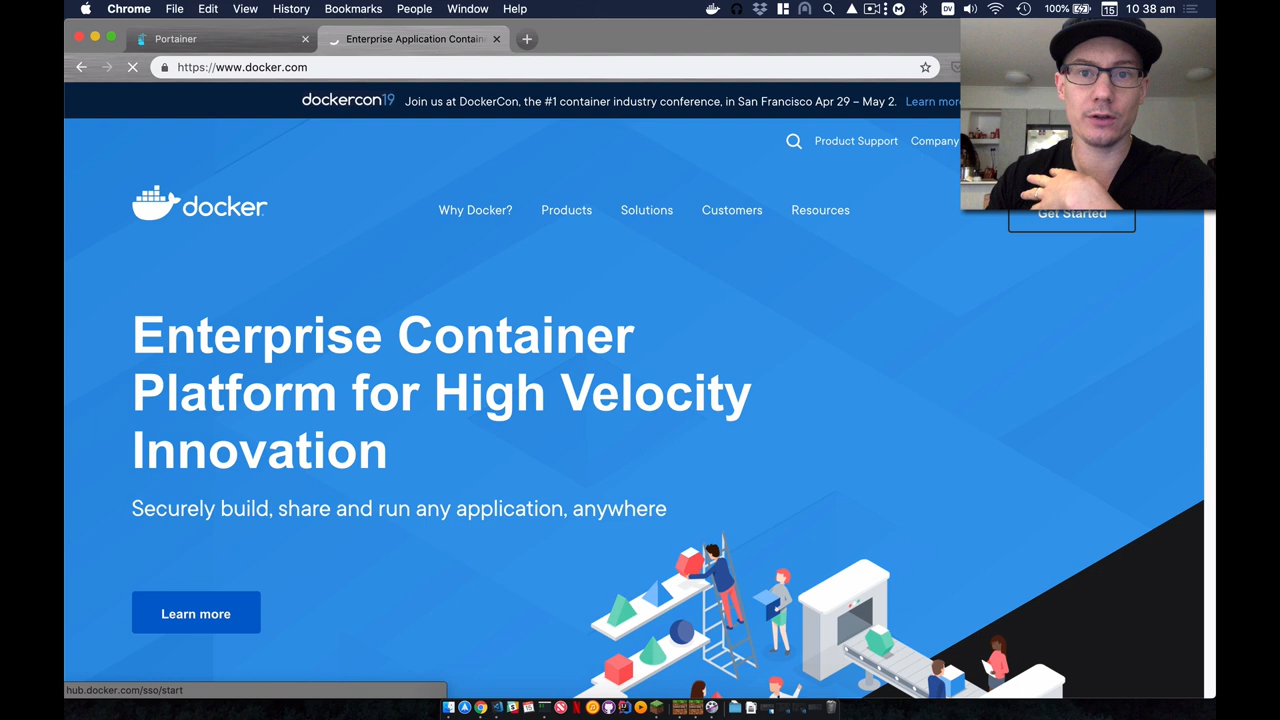 Chrome File Edit View History Bookmarks People Window Help 100% 15 10 38 am
Portainer
Enterprise Application Contain
https://www.docker.com
dockercon19 Join us at DockerCon, the #1 container industry conference, in San Francisco Apr 29 – May 2. Learn more
Product Support Company
docker
Why Docker? Products Solutions Customers Resources
Get Started
Enterprise Container
Platform for High Velocity
Innovation
Securely build, share and run any application, anywhere
Learn more
hub.docker.com/sso/start